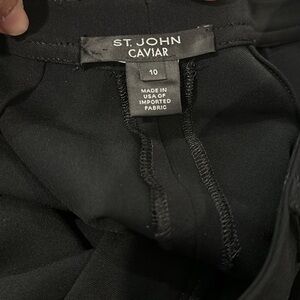 ST. JOHN
CAVIAR
10
MADE IN
USA OF
IMPORTED
FABRIC